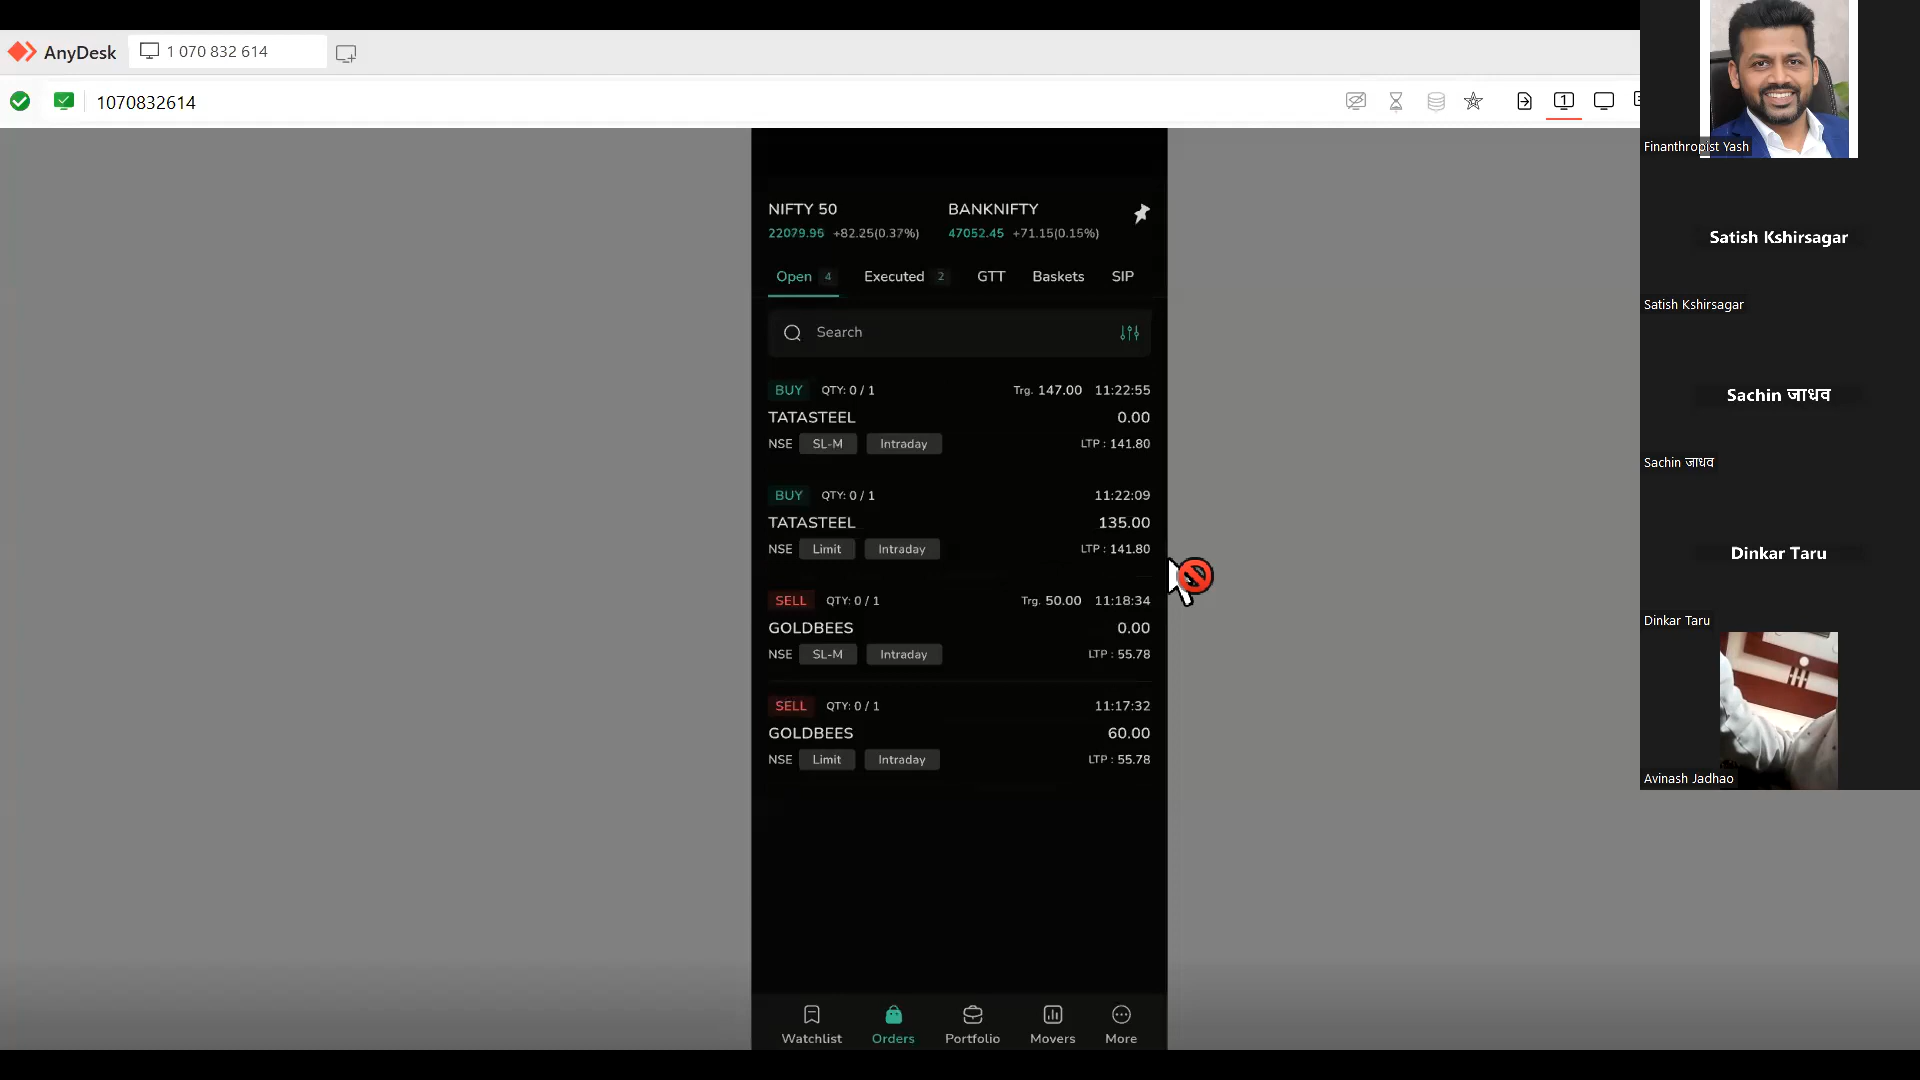 AnyDesk
1 070 832 614
1070832614
1
NIFTY 50
22079.95 +82.25(0.37%)
BANKNIFTY
47052.45 +71.15(0.15%)
Open 4
Executed 2
GTT
Baskets
SIP
Search
BUY QTY: 0 / 1 Trg. 147.00 11:22:55
TATASTEEL 0.00
NSE SL-M Intraday LTP : 141.80
BUY QTY: 0 / 1 11:22:09
TATASTEEL 135.00
NSE Limit Intraday LTP : 141.80
SELL QTY: 0 / 1 Trg. 50.00 11:18:34
GOLDBEES 0.00
NSE SL-M Intraday LTP : 55.78
SELL QTY: 0 / 1 11:17:32
GOLDBEES 60.00
NSE Limit Intraday LTP : 55.78
Watchlist
Orders
Portfolio
Movers
More
Finanthropist Yash
Satish Kshirsagar
Satish Kshirsagar
Sachin जाधव
Sachin जाधव
Dinkar Taru
Dinkar Taru
Avinash Jadhao